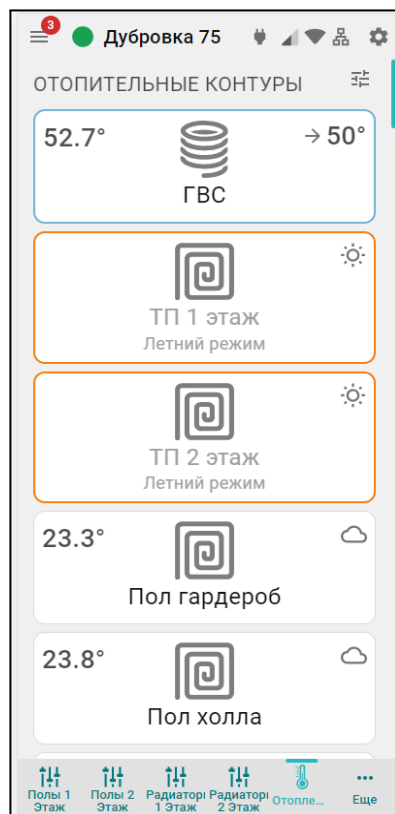 3
Дубровка 75
ОТОПИТЕЛЬНЫЕ КОНТУРЫ
52.7°
→ 50°
ГВС
ТП 1 этаж
Летний режим
ТП 2 этаж
Летний режим
23.3°
Пол гардероб
23.8°
Пол холла
Полы 1
Этаж
Полы 2
Этаж
Радиатор
1 Этаж
Радиатор
2 Этаж
Отопле...
Еще